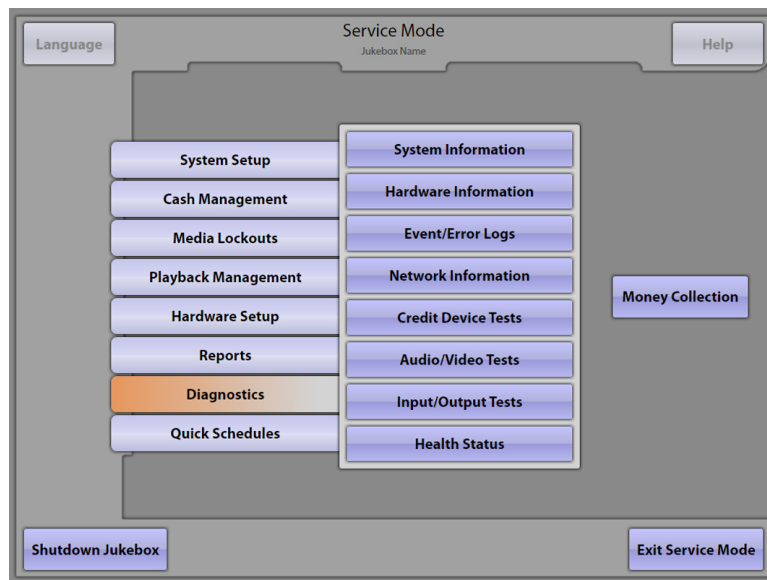 Service Mode
Jukebox Name
Language
Help
System Setup
Cash Management
Media Lockouts
Playback Management
Hardware Setup
Reports
Diagnostics
Quick Schedules
System Information
Hardware Information
Event/Error Logs
Network Information
Credit Device Tests
Audio/Video Tests
Input/Output Tests
Health Status
Money Collection
Shutdown Jukebox
Exit Service Mode